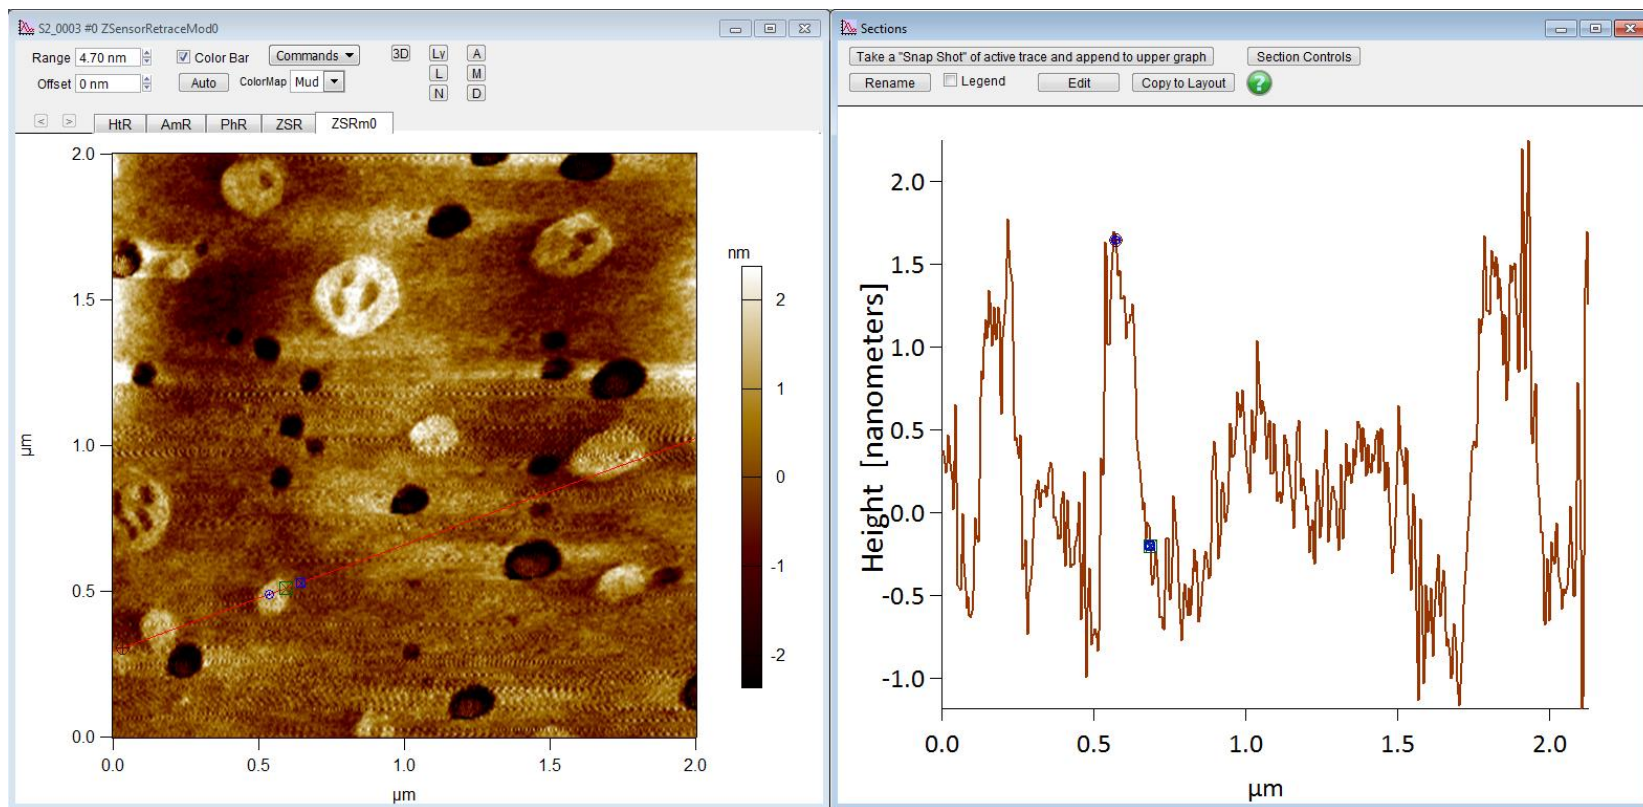 S2_0003 #0 ZSensorRetraceMod0
Range 4.70 nm Color Bar Commands 3D Lv A
L M
Offset 0 nm Auto ColorMap Mud N D
< > HtR AmR PhR ZSR ZSRm0
2.0
1.5
1.0
0.5
0.0
µm
0.0 0.5 1.0 1.5 2.0
µm
nm
2
1
0
-1
-2
Sections
Take a "Snap Shot" of active trace and append to upper graph Section Controls
Rename Legend Edit Copy to Layout ?
2.0
1.5
1.0
0.5
0.0
-0.5
-1.0
Height [nanometers]
0.0 0.5 1.0 1.5 2.0
µm